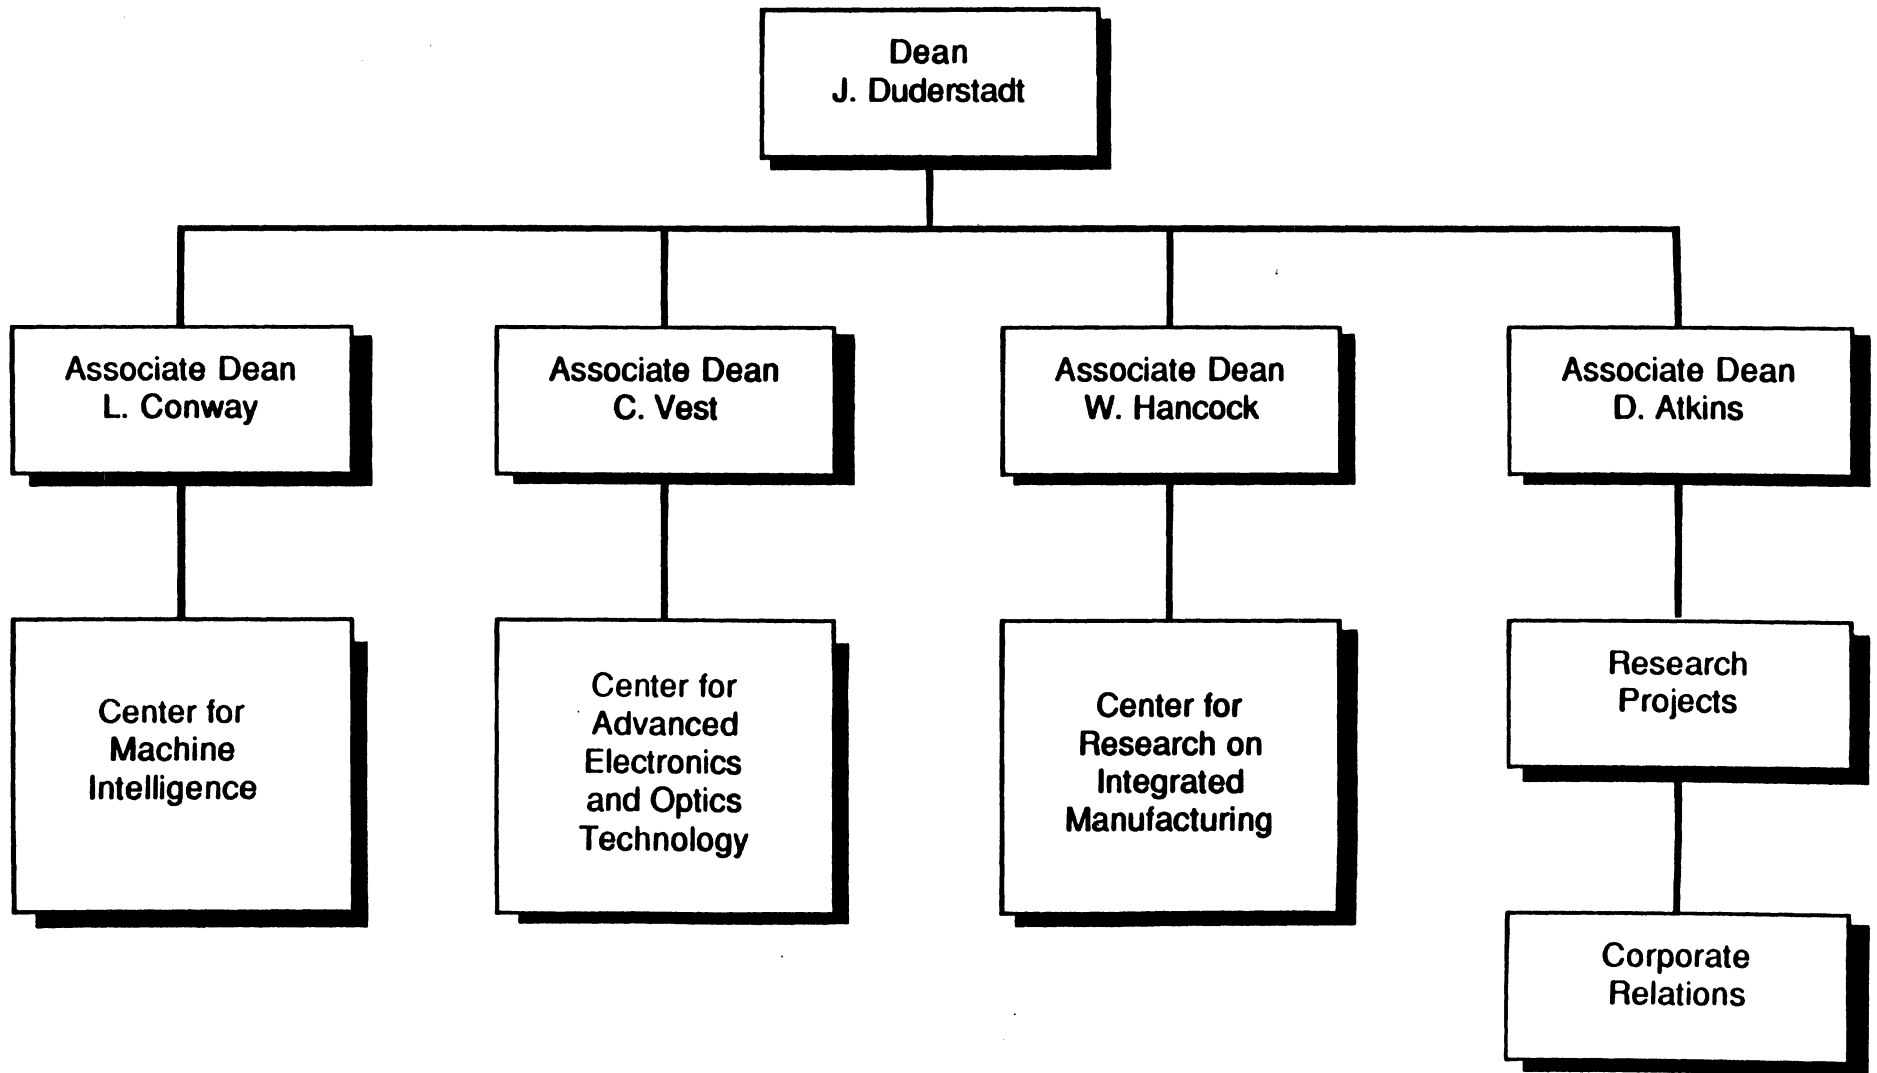 Dean
J. Duderstadt
Associate Dean
L. Conway
Associate Dean
C. Vest
Associate Dean
W. Hancock
Associate Dean
D. Atkins
Center for
Machine
Intelligence
Center for
Advanced
Electronics
and Optics
Technology
Center for
Research on
Integrated
Manufacturing
Research
Projects
Corporate
Relations